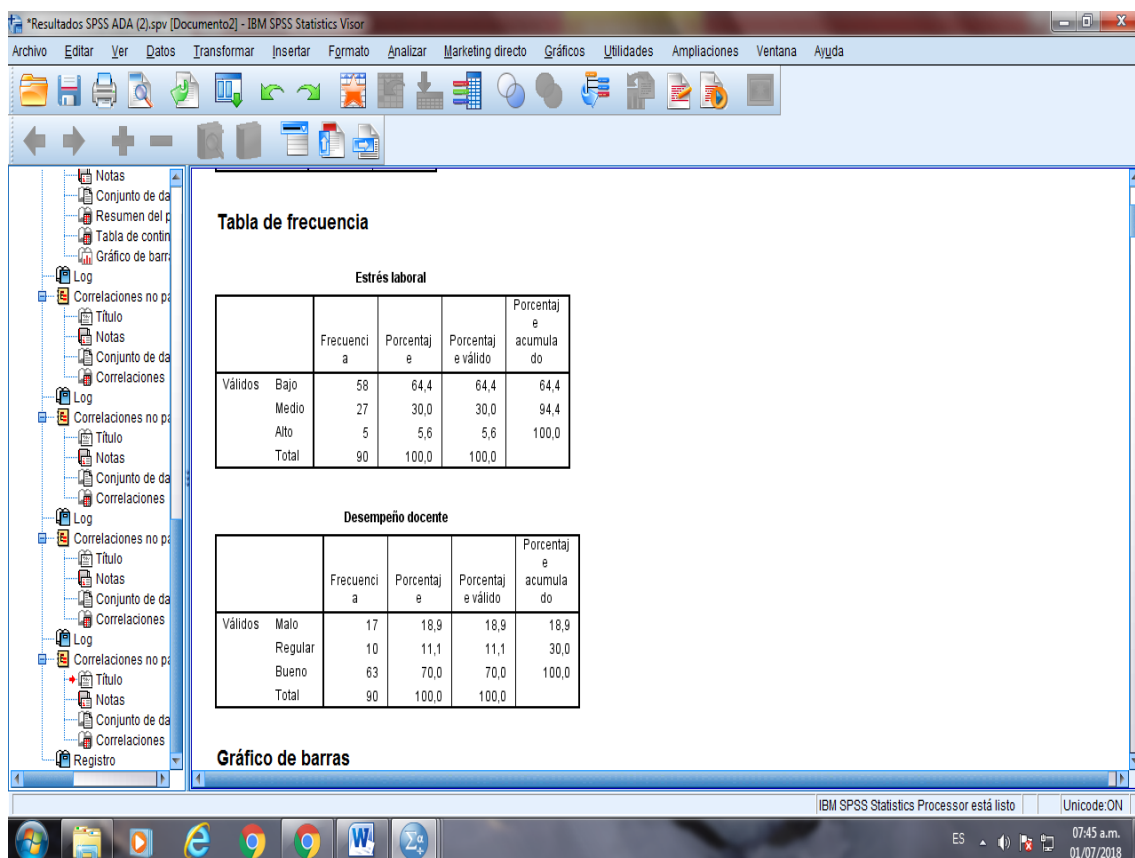 *Resultados SPSS ADA (2).spv [Documento2] - IBM SPSS Statistics Visor
Archivo Editar Ver Datos Transformar Insertar Formato Analizar Marketing directo Gráficos Utilidades Ampliaciones Ventana Ayuda
Notas
Conjunto de da
Resumen del p
Tabla de contin
Gráfico de barra
Log
Correlaciones no pa
Título
Notas
Conjunto de da
Correlaciones
Log
Correlaciones no pa
Título
Notas
Conjunto de da
Correlaciones
Log
Correlaciones no pa
Título
Notas
Conjunto de da
Correlaciones
Log
Correlaciones no pa
Título
Notas
Conjunto de da
Correlaciones
Registro
Tabla de frecuencia
Estrés laboral
Frecuencia Porcentaje Porcentaje válido Porcentaje acumulado
Válidos Bajo 58 64,4 64,4 64,4
Medio 27 30,0 30,0 94,4
Alto 5 5,6 5,6 100,0
Total 90 100,0 100,0
Desempeño docente
Frecuencia Porcentaje Porcentaje válido Porcentaje acumulado
Válidos Malo 17 18,9 18,9 18,9
Regular 10 11,1 11,1 30,0
Bueno 63 70,0 70,0 100,0
Total 90 100,0 100,0
Gráfico de barras
IBM SPSS Statistics Processor está listo Unicode:ON
ES 07:45 a.m.
01/07/2018